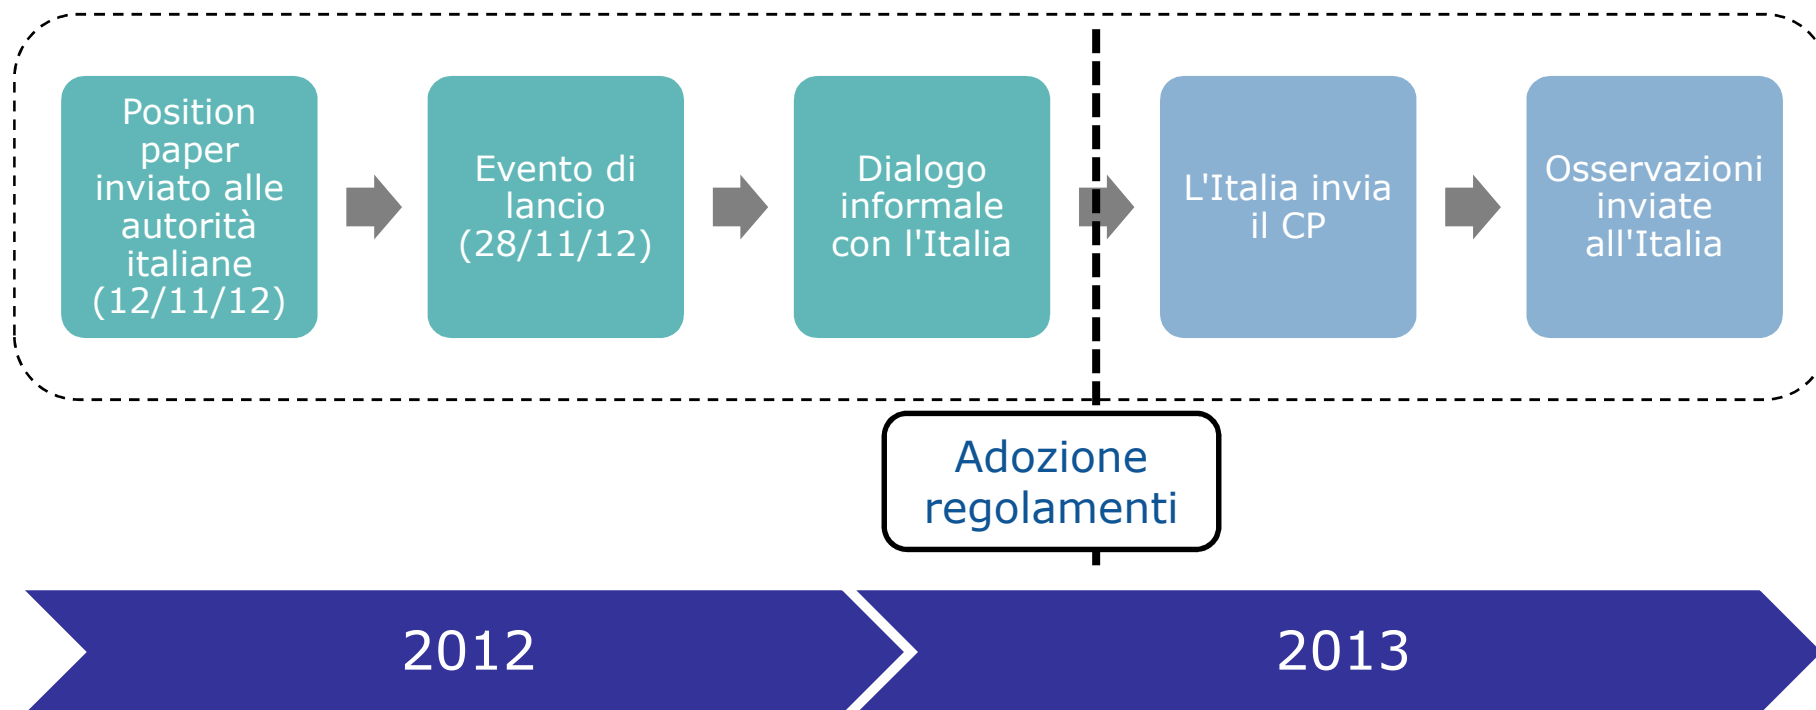 Position
paper
inviato alle
autorità
italiane
(12/11/12)
Evento di
lancio
(28/11/12)
Dialogo
informale
con l'Italia
L'Italia invia
il CP
Osservazioni
inviate
all'Italia
Adozione
regolamenti
2012
2013